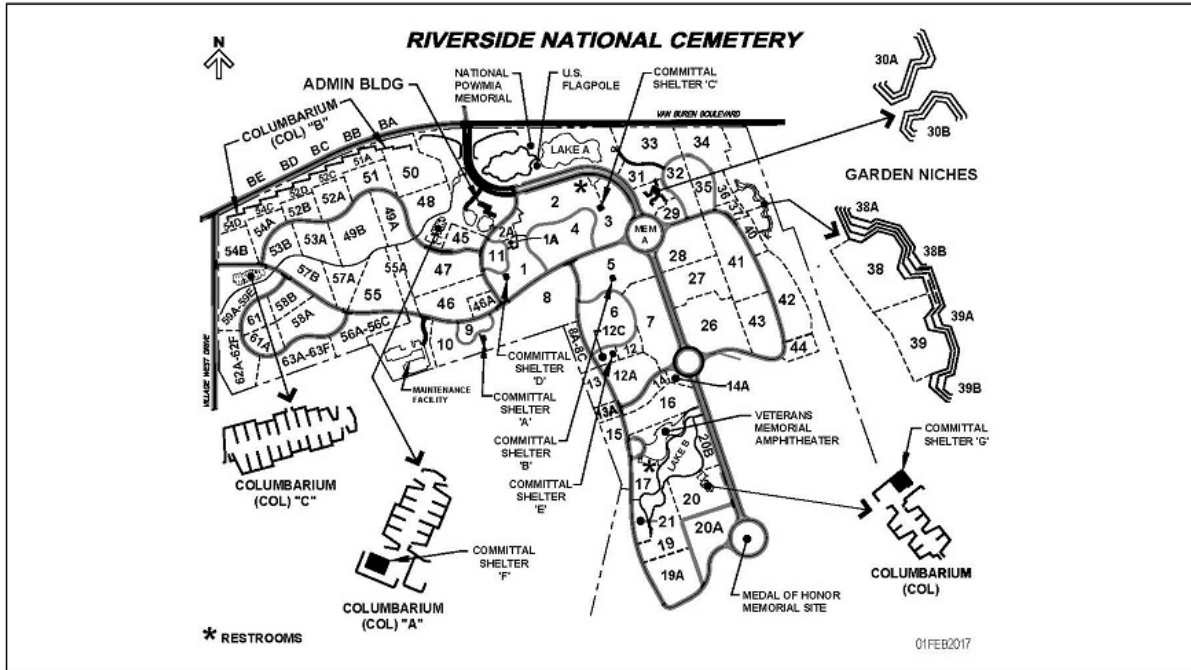 RIVERSIDE NATIONAL CEMETERY
N
ADMIN BLDG
NATIONAL
POW/MIA
MEMORIAL
U.S.
FLAGPOLE
COMMITTAL
SHELTER 'C'
30A
30B
VAN BUREN BOULEVARD
COLUMBARIUM
(COL) "B"
BE BD BC BB BA
LAKE A
GARDEN NICHES
33
34
31
32
35
36
37
40
29
38A
38B
38
39A
39
39B
54D
54C
52D
52C
51A
51
50
54A
52B
52A
54B
53B
53A
49B
49A
48
45
2A
2
1A
4
3
MEM
A
11
1
47
57B
57A
55A
55
46
46A
5
28
27
41
42
43
44
26
8
6
7
12C
12
12A
59A-59E
61
61A
58B
58A
62A-62F
63A-63F
56A-56C
10
9
8A-8C
13
13A
14
14A
15
16
17
LAKE B
20B
20
20A
21
19
19A
VILLAGE WEST DRIVE
MAINTENANCE
FACILITY
COMMITTAL
SHELTER
'D'
COMMITTAL
SHELTER
'A'
COMMITTAL
SHELTER
'B'
COMMITTAL
SHELTER
'E'
VETERANS
MEMORIAL
AMPHITHEATER
COMMITTAL
SHELTER 'G'
COLUMBARIUM
(COL) "C"
COMMITTAL
SHELTER
'F'
COLUMBARIUM
(COL) "A"
COLUMBARIUM
(COL)
MEDAL OF HONOR
MEMORIAL SITE
* RESTROOMS
01FEB2017